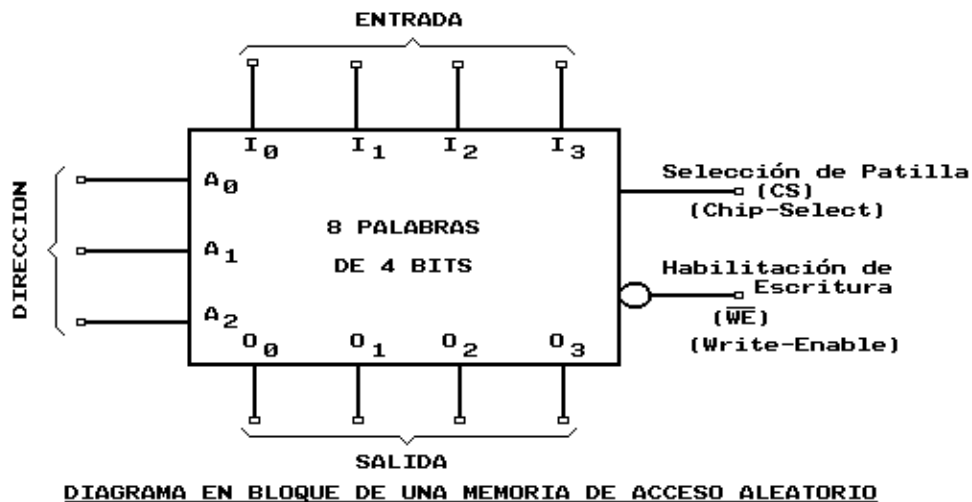 ENTRADA
I0 I1 I2 I3
DIRECCION
A0
A1
A2
8 PALABRAS
DE 4 BITS
O0 O1 O2 O3
Selección de Patilla
(CS)
(Chip-Select)
Habilitación de
Escritura
(W̅E̅)
(Write-Enable)
SALIDA
DIAGRAMA EN BLOQUE DE UNA MEMORIA DE ACCESO ALEATORIO